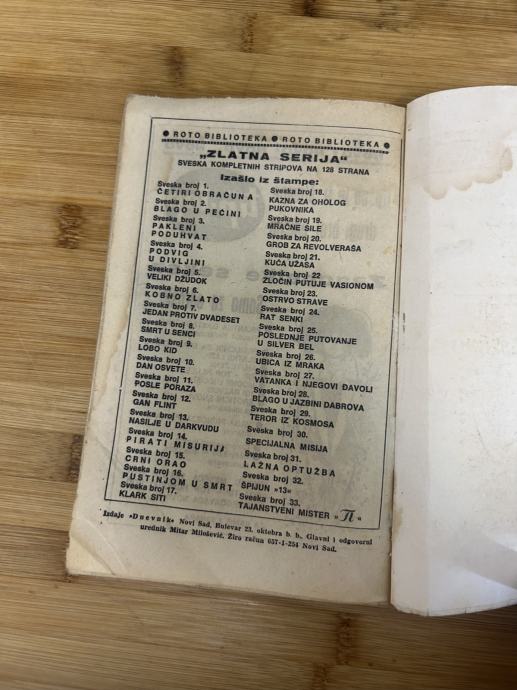 ● ROTO BIBLIOTEKA ● ROTO BIBLIOTEKA ●
„ZLATNA SERIJA“
SVESKA KOMPLETNIH STRIPOVA NA 128 STRANA
Izašlo iz štampe:
Sveska broj 1.
ČETIRI OBRAČUNA
Sveska broj 2.
BLAGO U PEĆINI
Sveska broj 3.
PAKLENI
PODUHVAT
Sveska broj 4.
PODVIG
U DIVLJINI
Sveska broj 5.
VELIKI DŽUDOK
Sveska broj 6.
KOBNO ZLATO
Sveska broj 7.
JEDAN PROTIV DVADESET
Sveska broj 8.
SMRT U SENCI
Sveska broj 9.
LOBO KID
Sveska broj 10.
DAN OSVETE
Sveska broj 11.
POSLE PORAZA
Sveska broj 12.
GAN FLINT
Sveska broj 13.
NASILJE U DARKVUDU
Sveska broj 14.
PIRATI MISURIJA
Sveska broj 15.
CRNI ORAO
Sveska broj 16.
PUSTINJOM U SMRT
Sveska broj 17.
KLARK SITI
Sveska broj 18.
KAZNA ZA OHOLOG
PUKOVNIKA
Sveska broj 19.
MRAČNE SILE
Sveska broj 20.
GROB ZA REVOLVERAŠA
Sveska broj 21.
KUĆA UŽASA
Sveska broj 22
ZLOČIN PUTUJE VASIONOM
Sveska broj 23.
OSTRVO STRAVE
Sveska broj 24.
RAT SENKI
Sveska broj 25.
POSLEDNJE PUTOVANJE
U SILVER BEL
Sveska broj 26.
UBICA IZ MRAKA
Sveska broj 27.
VATANKA I NJEGOVI ĐAVOLI
Sveska broj 28.
BLAGO U JAZBINI DABROVA
Sveska broj 29.
TEROR IZ KOSMOSA
Sveska broj 30.
SPECIJALNA MISIJA
Sveska broj 31.
LAŽNA OPTUŽBA
Sveska broj 32.
ŠPIJUN »13«
Sveska broj 33.
TAJANSTVENI MISTER „π“
Izdaje »Dnevnik« Novi Sad, Bulevar 23. oktobra b. b., Glavni i odgovorni
urednik Mitar Milošević. Žiro račun 657-1-254 Novi Sad.